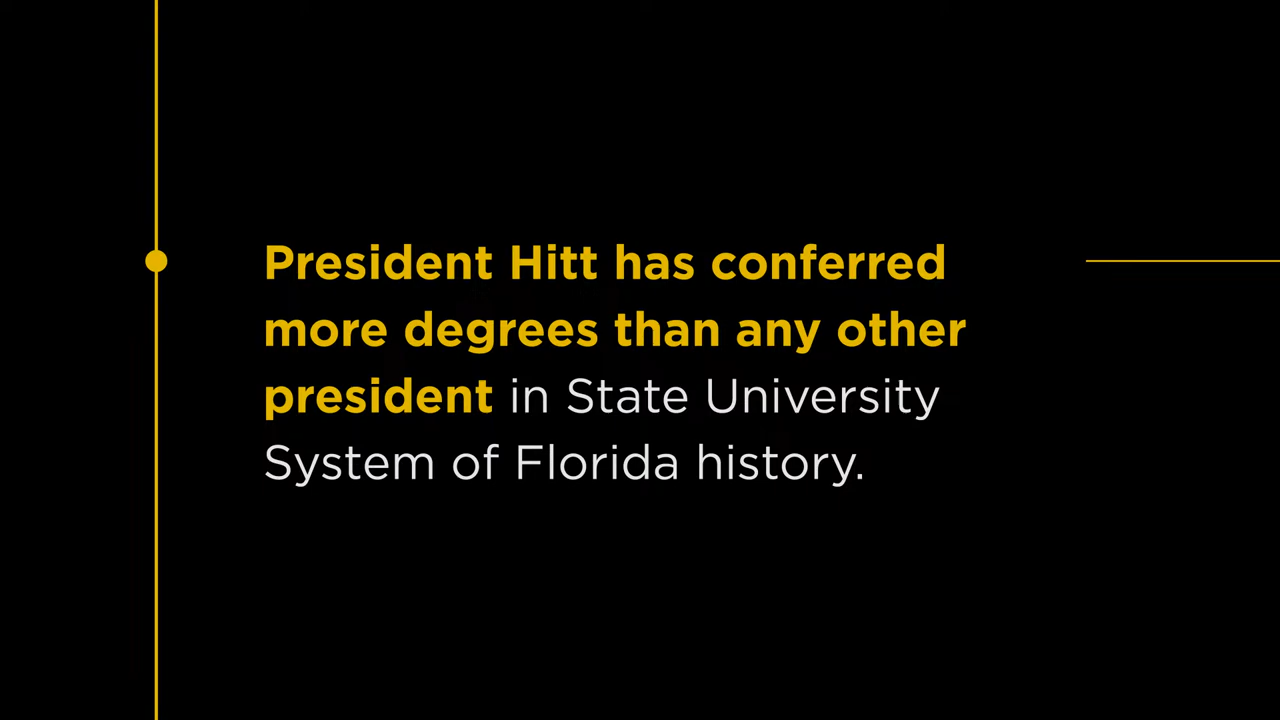 President Hitt has conferred
more degrees than any other
president in State University
System of Florida history.